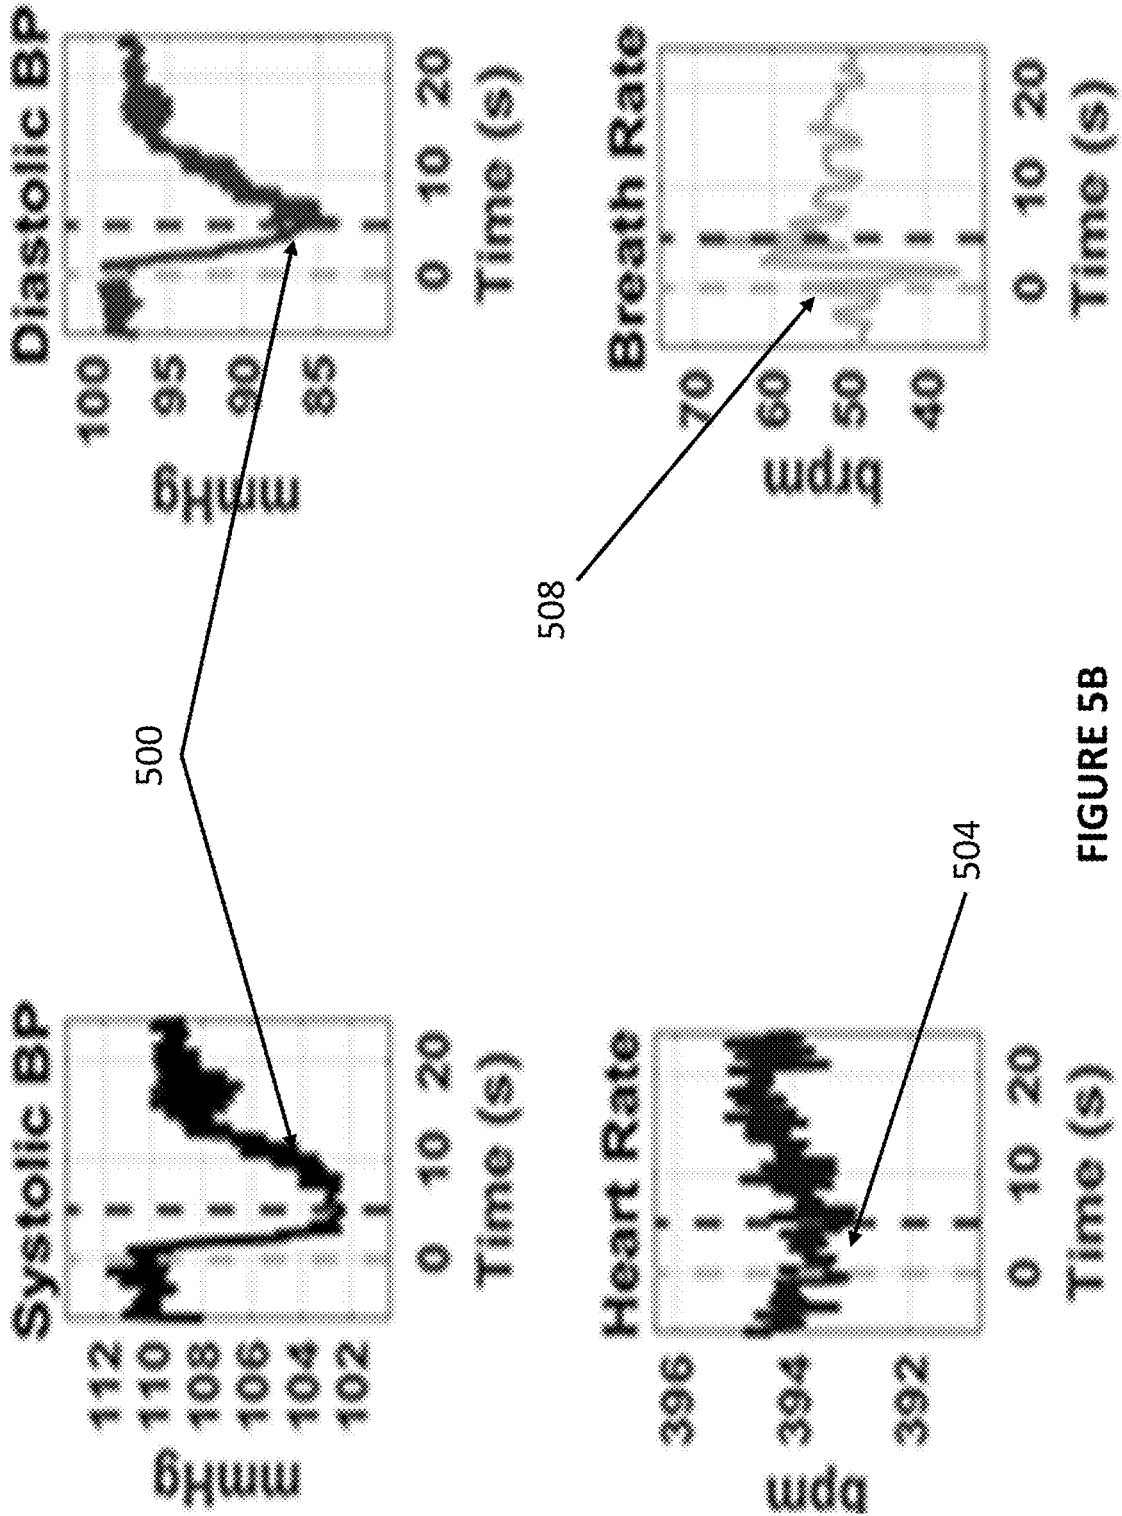 Systolic BP
mmHg
112
110
108
106
104
102
0 10 20
Time (s)
500
Diastolic BP
mmHg
100
95
90
85
0 10 20
Time (s)
Heart Rate
bpm
396
394
392
0 10 20
Time (s)
504
508
Breath Rate
brpm
70
60
50
40
0 10 20
Time (s)
FIGURE 5B